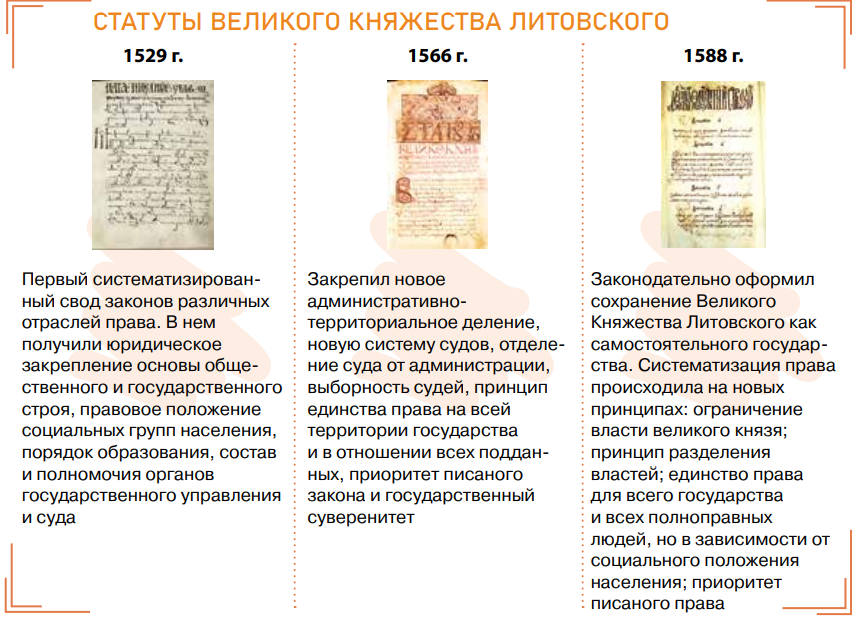 СТАТУТЫ ВЕЛИКОГО КНЯЖЕСТВА ЛИТОВСКОГО
1529 г.
Первый систематизирован-
ный свод законов различных
отраслей права. В нем
получили юридическое
закрепление основы обще-
ственного и государственного
строя, правовое положение
социальных групп населения,
порядок образования, состав
и полномочия органов
государственного управления
и суда
1566 г.
Закрепил новое
административно-
территориальное деление,
новую систему судов, отделе-
ние суда от администрации,
выборность судей, принцип
единства права на всей
территории государства
и в отношении всех поддан-
ных, приоритет писаного
закона и государственный
суверенитет
1588 г.
Законодательно оформил
сохранение Великого
Княжества Литовского как
самостоятельного государ-
ства. Систематизация права
происходила на новых
принципах: ограничение
власти великого князя;
принцип разделения
властей; единство права
для всего государства
и всех полноправных
людей, но в зависимости от
социального положения
населения; приоритет
писаного права